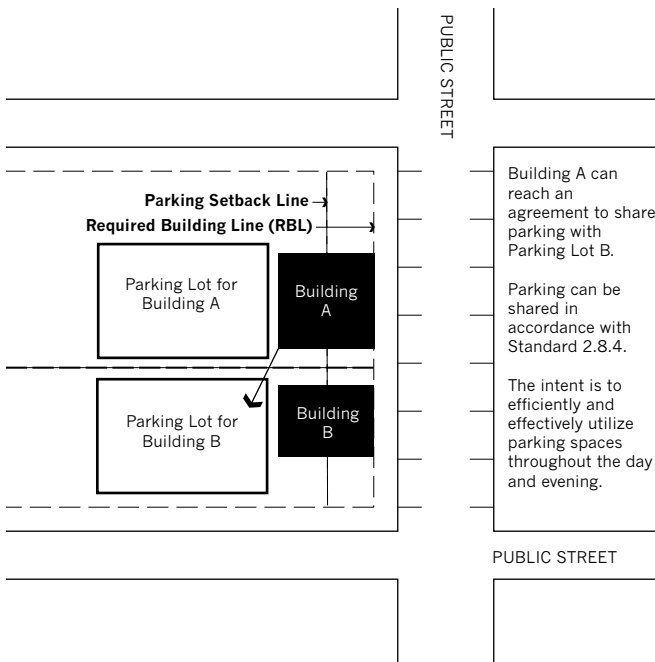 PUBLIC STREET
Parking Setback Line
Required Building Line (RBL)
Parking Lot for
Building A
Building
A
Parking Lot for
Building B
Building
B
Building A can
reach an
agreement to share
parking with
Parking Lot B.
Parking can be
shared in
accordance with
Standard 2.8.4.
The intent is to
efficiently and
effectively utilize
parking spaces
throughout the day
and evening.
PUBLIC STREET